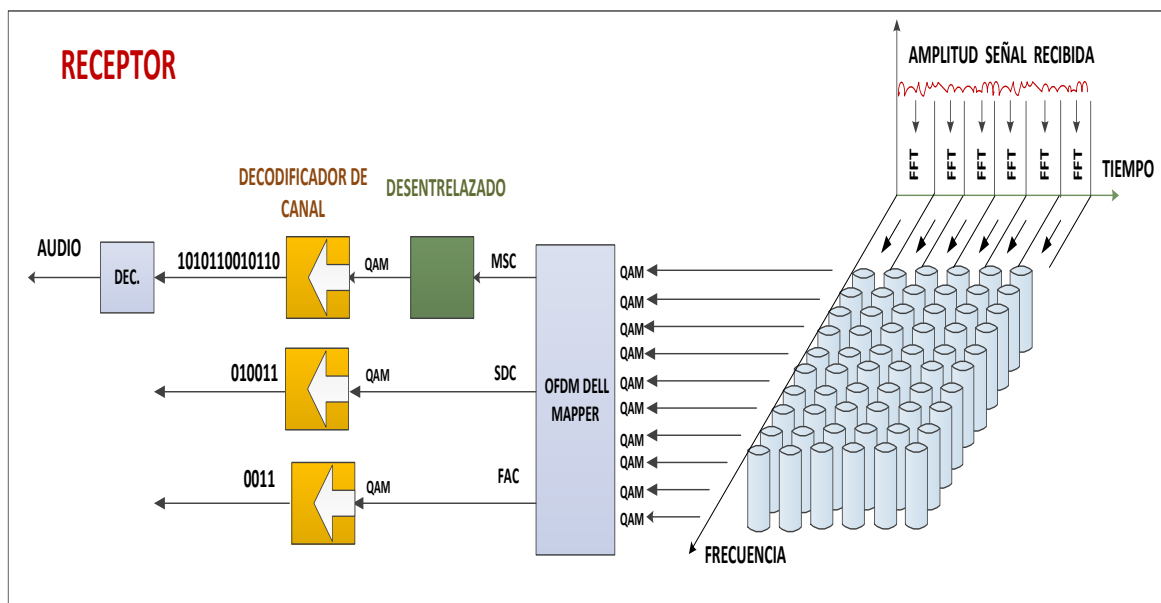 RECEPTOR
AMPLITUD SEÑAL RECIBIDA
FFT FFT FFT FFT FFT FFT
TIEMPO
DECODIFICADOR DE
CANAL
DESENTRELAZADO
AUDIO
DEC.
1010110010110
QAM
MSC
010011
QAM
SDC
0011
QAM
FAC
OFDM DELL
MAPPER
QAM
QAM
QAM
QAM
QAM
QAM
QAM
QAM
QAM
QAM
FRECUENCIA